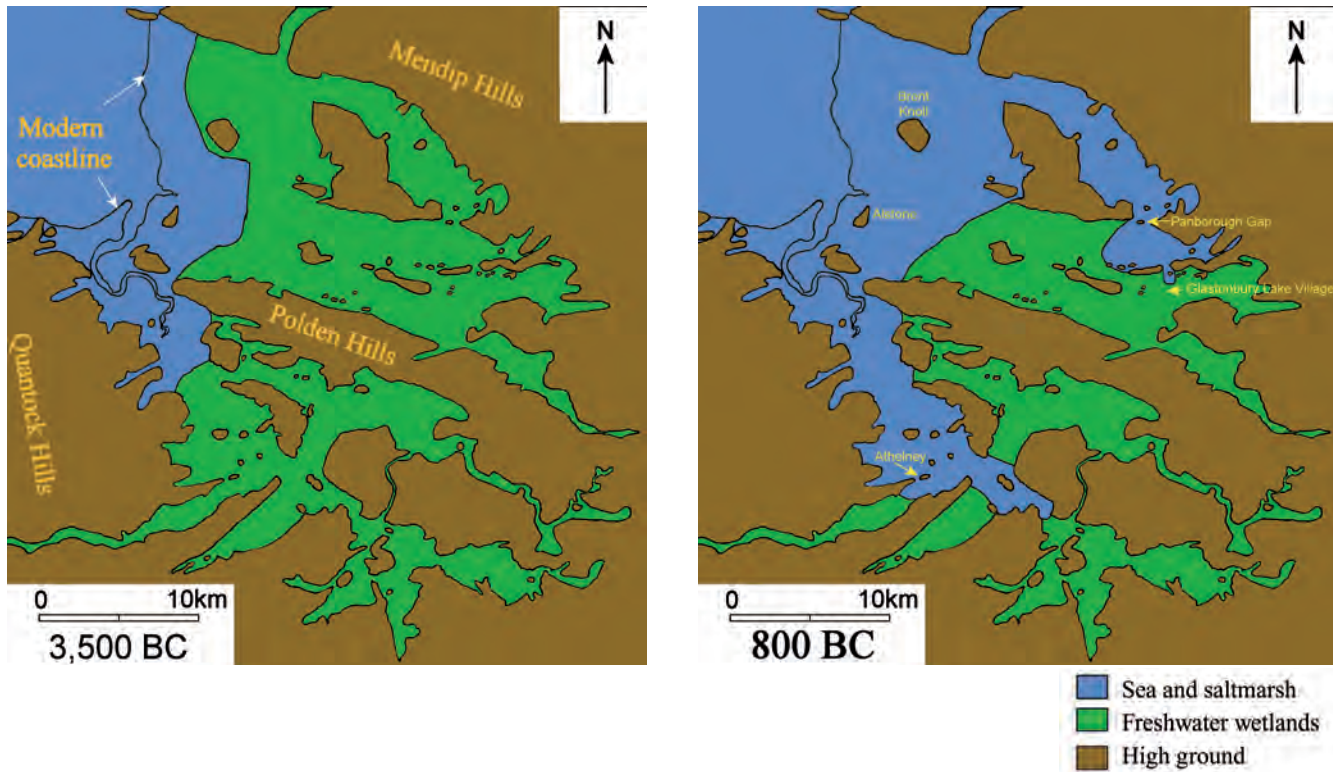 N
Mendip Hills
Modern
coastline
Polden Hills
Quantock Hills
0 10km
3,500 BC
N
Brent
Knoll
Panborough Gap
Glastonbury Lake Village
Athelney
0 10km
800 BC
Sea and saltmarsh
Freshwater wetlands
High ground